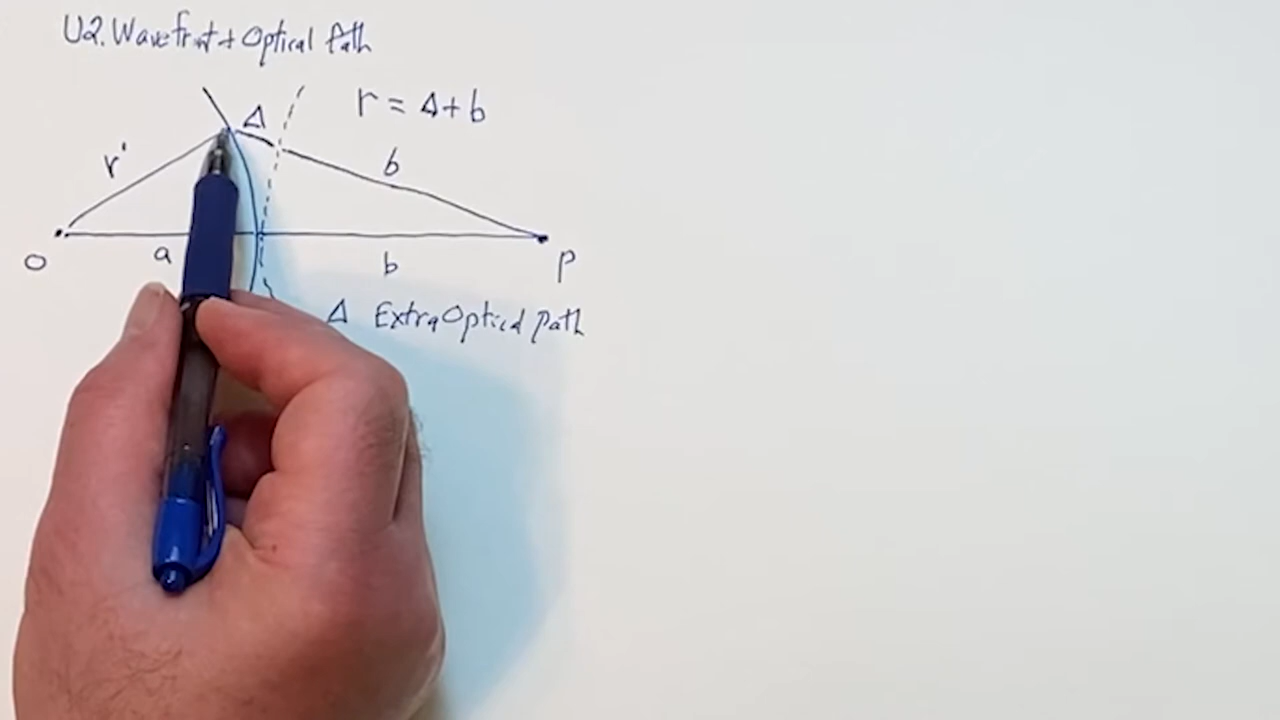 U2. Wavefront + Optical Path
Δ
r = Δ + b
r'
b
a
b
O
P
Δ Extra Optical Path